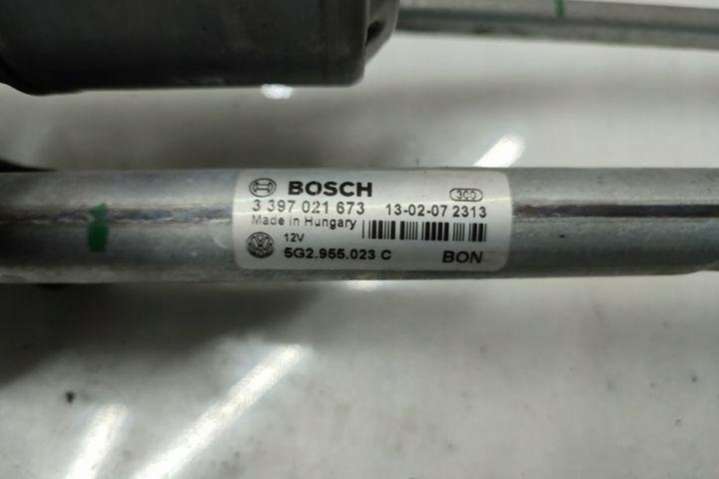 BOSCH
3 397 021 673 13-02-07 2313
Made in Hungary
12V
5G2.955.023 C BON